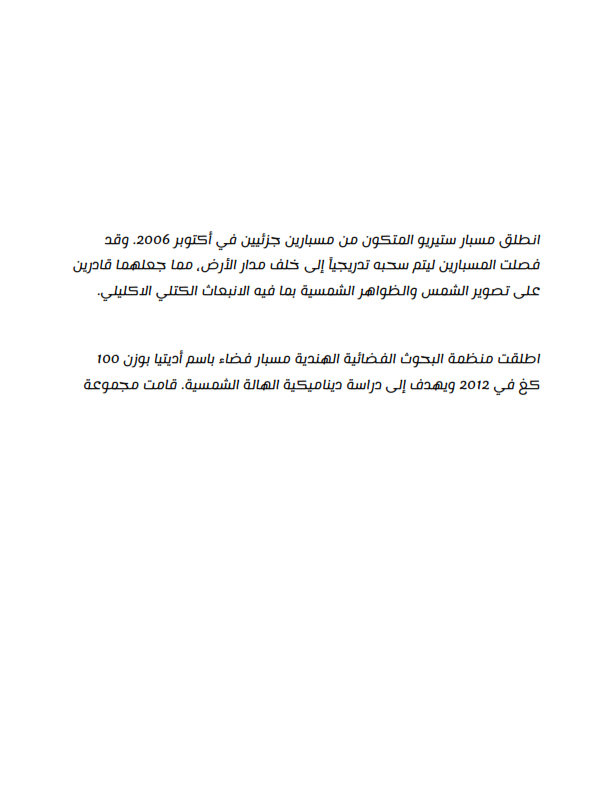 انطلق مسبار ستيريو المتكون من مسبارين جزئيين في أكتوبر 2006. وقد
فصلت المسبارين ليتم سحبه تدريجياً إلى خلف مدار الأرض، مما جعلهما قادرين
على تصوير الشمس والظواهر الشمسية بما فيه الانبعاث الكتلي الاكليلي.
اطلقت منظمة البحوث الفضائية الهندية مسبار فضاء باسم أديتيا بوزن 100
كغ في 2012 ويهدف إلى دراسة ديناميكية الهالة الشمسية. قامت مجموعة